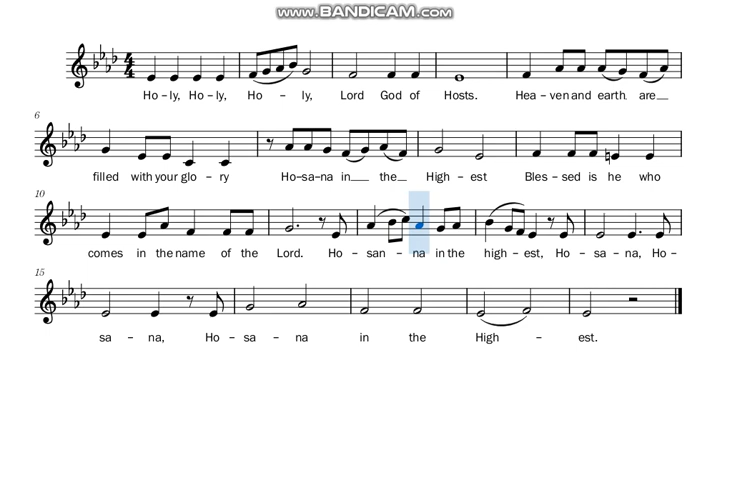 www.BANDICAM.com
Ho-ly, Ho-ly, Ho - ly, Lord God of Hosts. Hea-ven and earth are
6
filled with your glo-ry Ho-sa-na in the High - est Bles-sed is he who
10
comes in the name of the Lord. Ho - san - na in the high-est, Ho - sa - na, Ho-
15
sa - na, Ho - sa - na in the High - est.